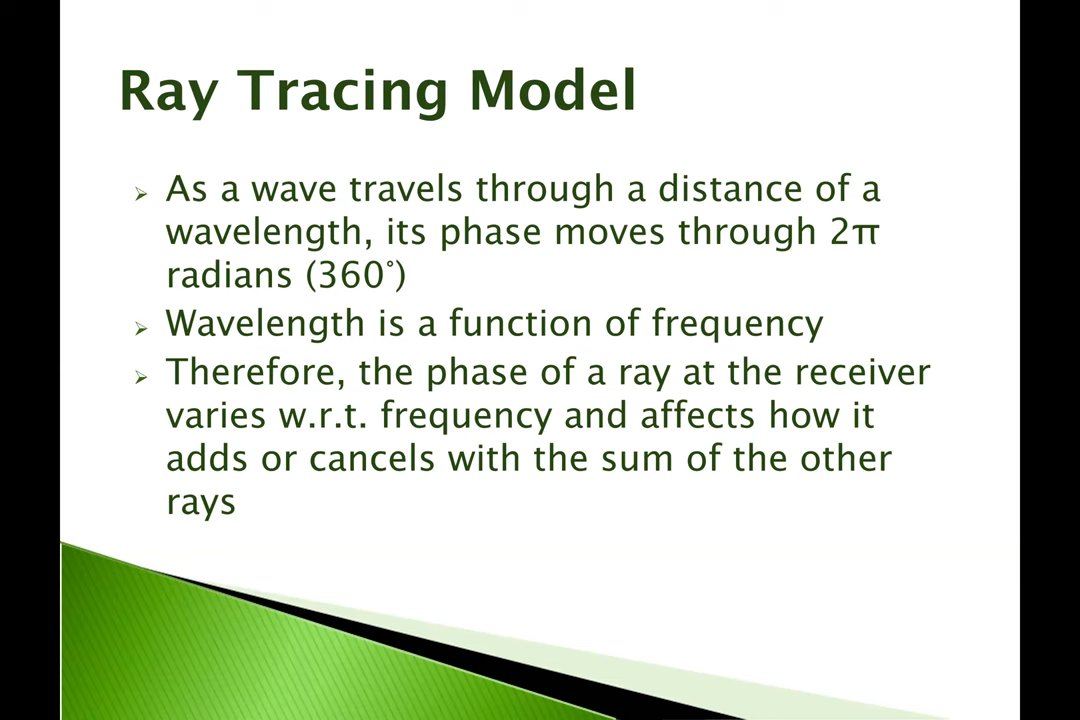 Ray Tracing Model
As a wave travels through a distance of a
wavelength, its phase moves through 2π
radians (360°)
Wavelength is a function of frequency
Therefore, the phase of a ray at the receiver
varies w.r.t. frequency and affects how it
adds or cancels with the sum of the other
rays